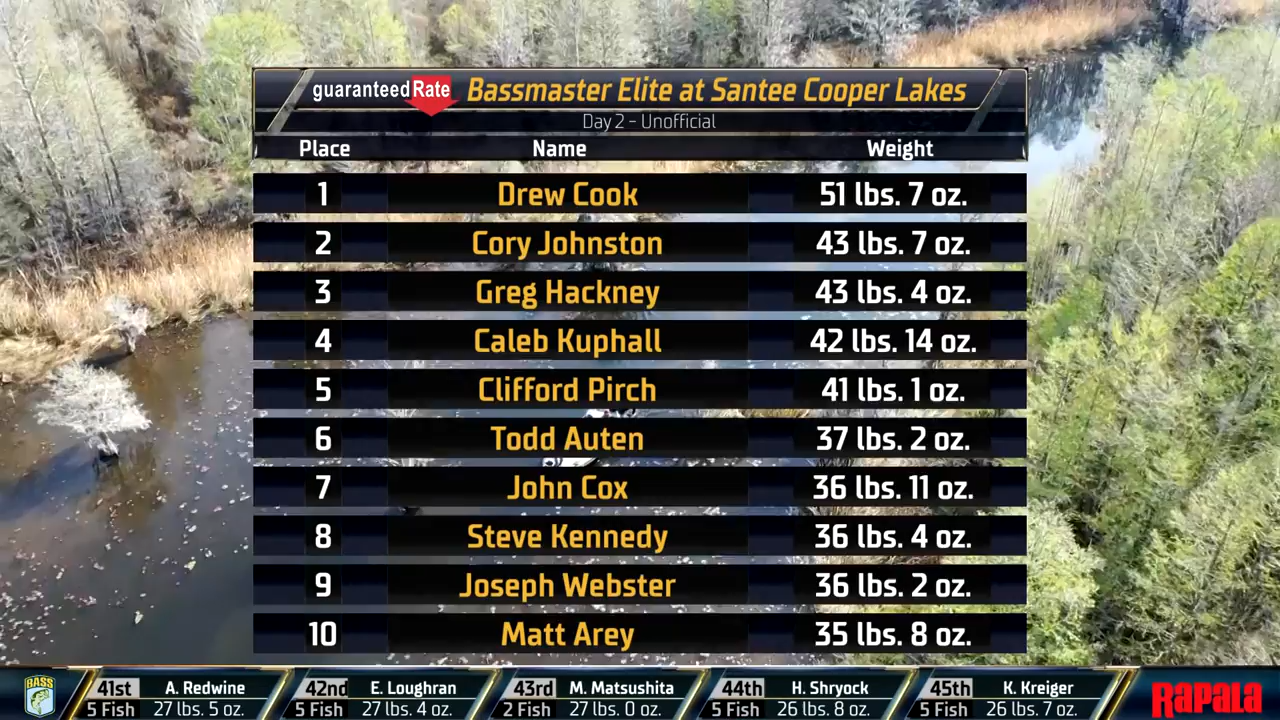 guaranteedRate Bassmaster Elite at Santee Cooper Lakes
Day 2 - Unofficial
Place Name Weight
1 Drew Cook 51 lbs. 7 oz.
2 Cory Johnston 43 lbs. 7 oz.
3 Greg Hackney 43 lbs. 4 oz.
4 Caleb Kuphall 42 lbs. 14 oz.
5 Clifford Pirch 41 lbs. 1 oz.
6 Todd Auten 37 lbs. 2 oz.
7 John Cox 36 lbs. 11 oz.
8 Steve Kennedy 36 lbs. 4 oz.
9 Joseph Webster 36 lbs. 2 oz.
10 Matt Arey 35 lbs. 8 oz.
BASS 41st A. Redwine 42nd E. Loughran 43rd M. Matsushita 44th H. Shryock 45th K. Kreiger RAPALA
5 Fish 27 lbs. 5 oz. 5 Fish 27 lbs. 4 oz. 2 Fish 27 lbs. 0 oz. 5 Fish 26 lbs. 8 oz. 5 Fish 26 lbs. 7 oz.